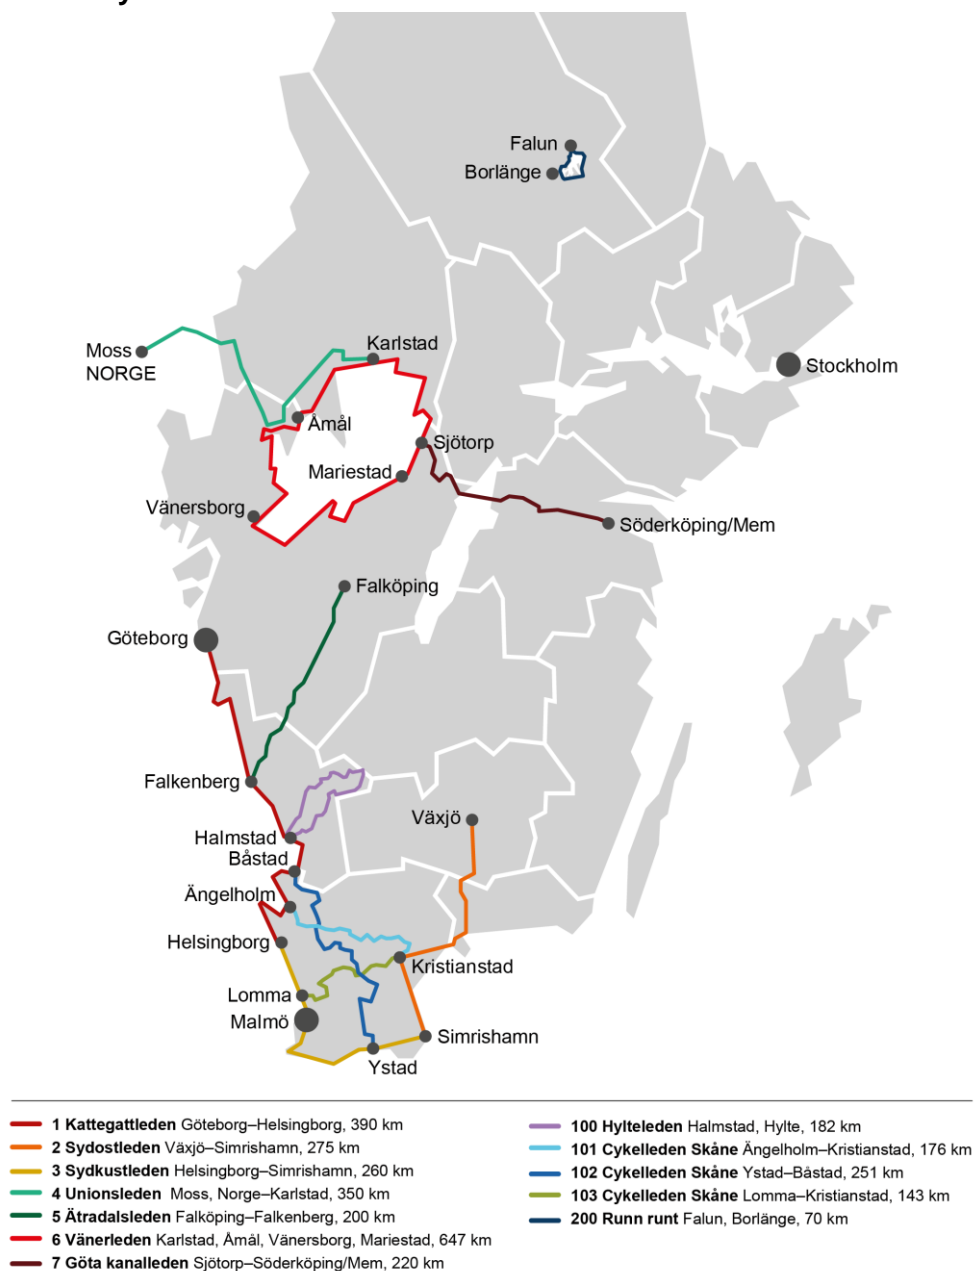 Falun
Borlänge
Karlstad
Moss
NORGE
Stockholm
Åmål
Sjötorp
Mariestad
Vänersborg
Söderköping/Mem
Falköping
Göteborg
Falkenberg
Växjö
Halmstad
Båstad
Ängelholm
Helsingborg
Kristianstad
Lomma
Malmö
Simrishamn
Ystad
1 Kattegattleden Göteborg–Helsingborg, 390 km
2 Sydostleden Växjö–Simrishamn, 275 km
3 Sydkustleden Helsingborg–Simrishamn, 260 km
4 Unionsleden Moss, Norge–Karlstad, 350 km
5 Ätradalsleden Falköping–Falkenberg, 200 km
6 Vänerleden Karlstad, Åmål, Vänersborg, Mariestad, 647 km
7 Göta kanalleden Sjötorp–Söderköping/Mem, 220 km
100 Hylteleden Halmstad, Hylte, 182 km
101 Cykelleden Skåne Ängelholm–Kristianstad, 176 km
102 Cykelleden Skåne Ystad–Båstad, 251 km
103 Cykelleden Skåne Lomma–Kristianstad, 143 km
200 Runn runt Falun, Borlänge, 70 km